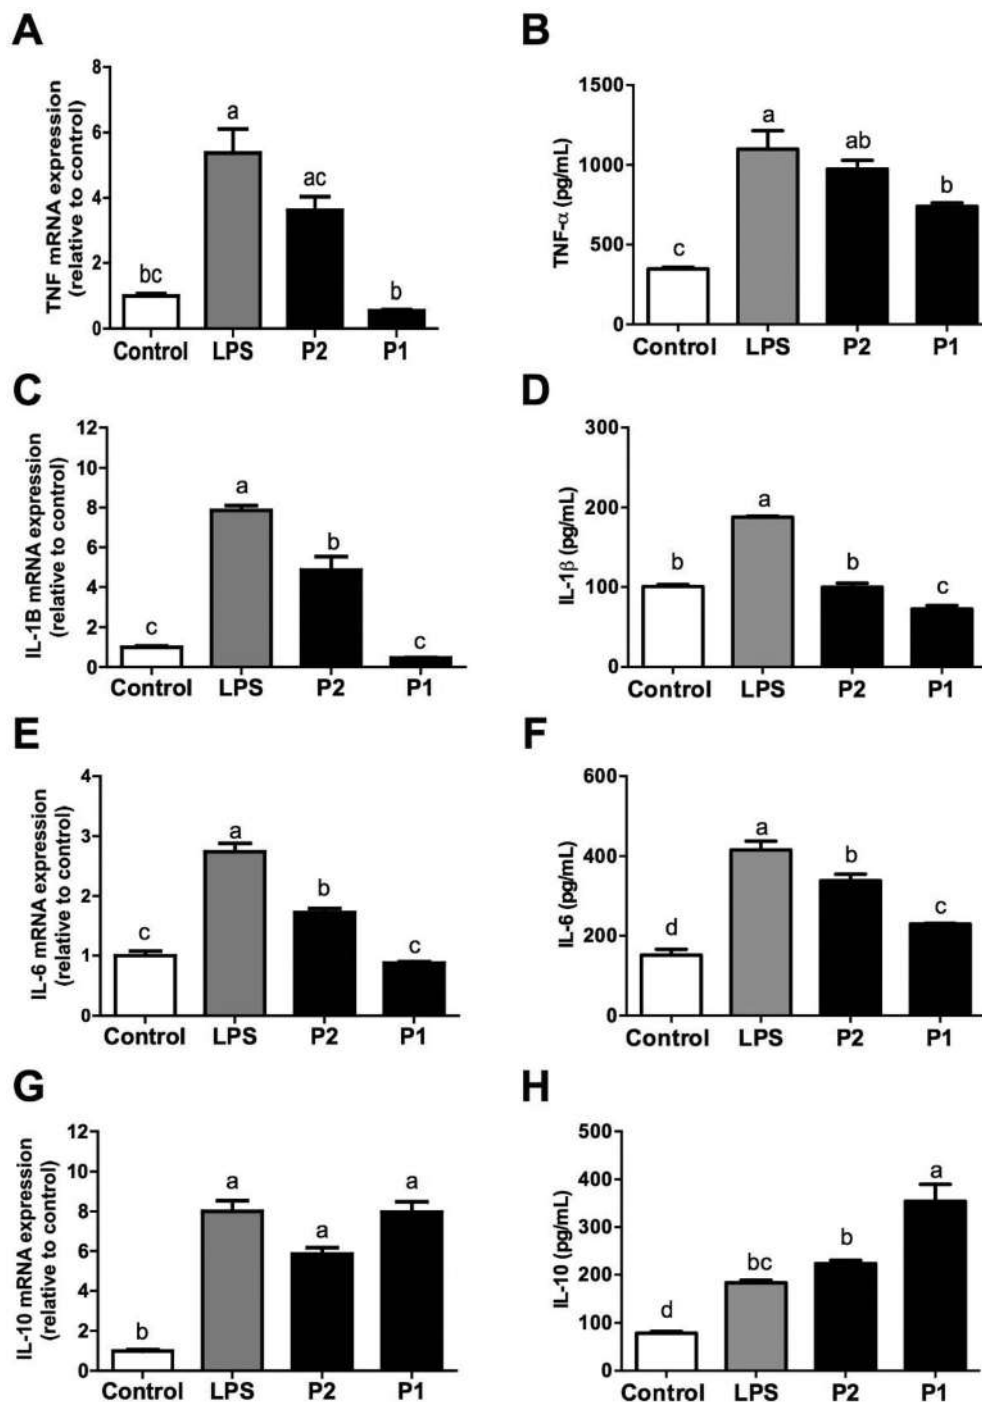 A
TNF mRNA expression
(relative to control)
8
6
4
2
0
a
ac
bc
b
Control LPS P2 P1
B
TNF-α (pg/mL)
1500
1000
500
0
a
ab
b
c
Control LPS P2 P1
C
IL-1B mRNA expression
(relative to control)
12
10
8
6
4
2
0
a
b
c
c
Control LPS P2 P1
D
IL-1β (pg/mL)
300
200
100
0
a
b
b
c
Control LPS P2 P1
E
IL-6 mRNA expression
(relative to control)
4
3
2
1
0
a
b
c
c
Control LPS P2 P1
F
IL-6 (pg/mL)
600
400
200
0
a
b
c
d
Control LPS P2 P1
G
IL-10 mRNA expression
(relative to control)
12
10
8
6
4
2
0
a
a
a
b
Control LPS P2 P1
H
IL-10 (pg/mL)
500
400
300
200
100
0
a
b
bc
d
Control LPS P2 P1